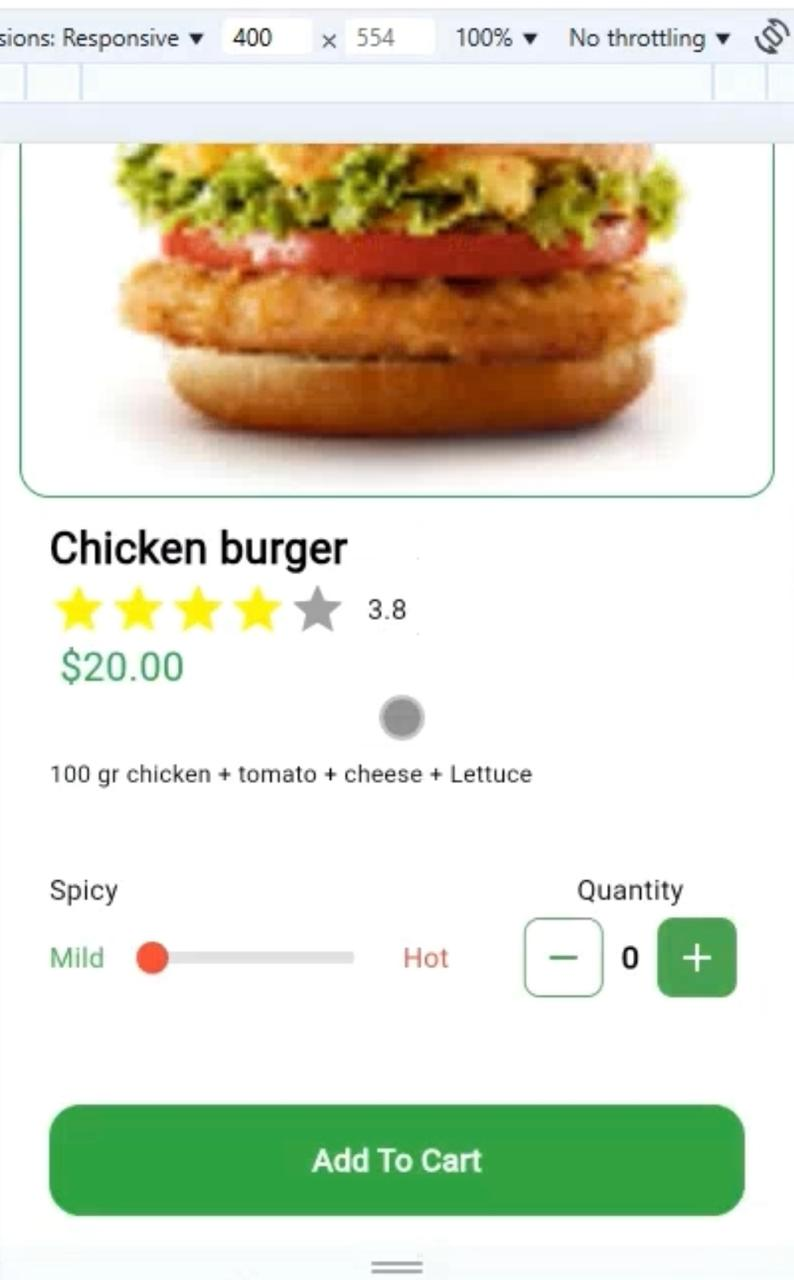 sions: Responsive ▼ 400 × 554 100% ▼ No throttling ▼
Chicken burger
3.8
$20.00
100 gr chicken + tomato + cheese + Lettuce
Spicy Quantity
Mild Hot − 0 +
Add To Cart